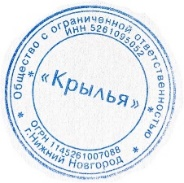 Общество с ограниченной ответственностью
ИНН 5261095052
«Крылья»
ОГРН 1145261007088
г.Нижний Новгород